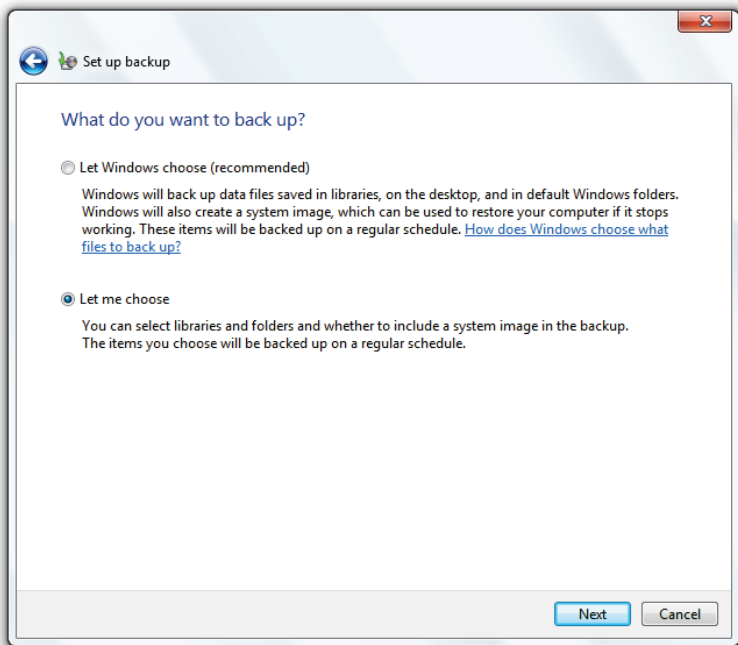 Set up backup
What do you want to back up?
Let Windows choose (recommended)
Windows will back up data files saved in libraries, on the desktop, and in default Windows folders.
Windows will also create a system image, which can be used to restore your computer if it stops
working. These items will be backed up on a regular schedule. How does Windows choose what
files to back up?
Let me choose
You can select libraries and folders and whether to include a system image in the backup.
The items you choose will be backed up on a regular schedule.
Next Cancel